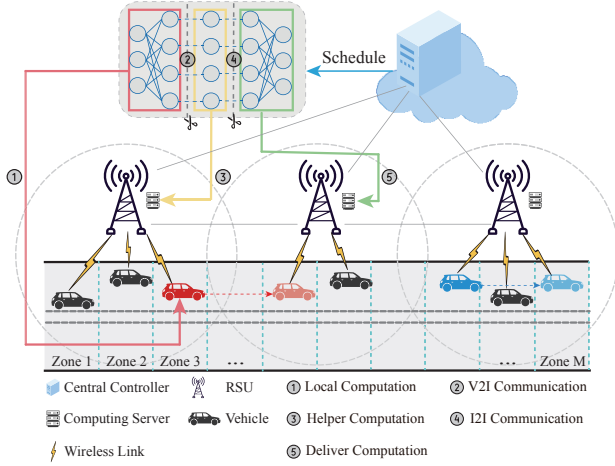 Schedule
② ④
① ③ ⑤
Zone 1 Zone 2 Zone 3 ... ... Zone M
Central Controller RSU ① Local Computation ② V2I Communication
Computing Server Vehicle ③ Helper Computation ④ I2I Communication
Wireless Link ⑤ Deliver Computation